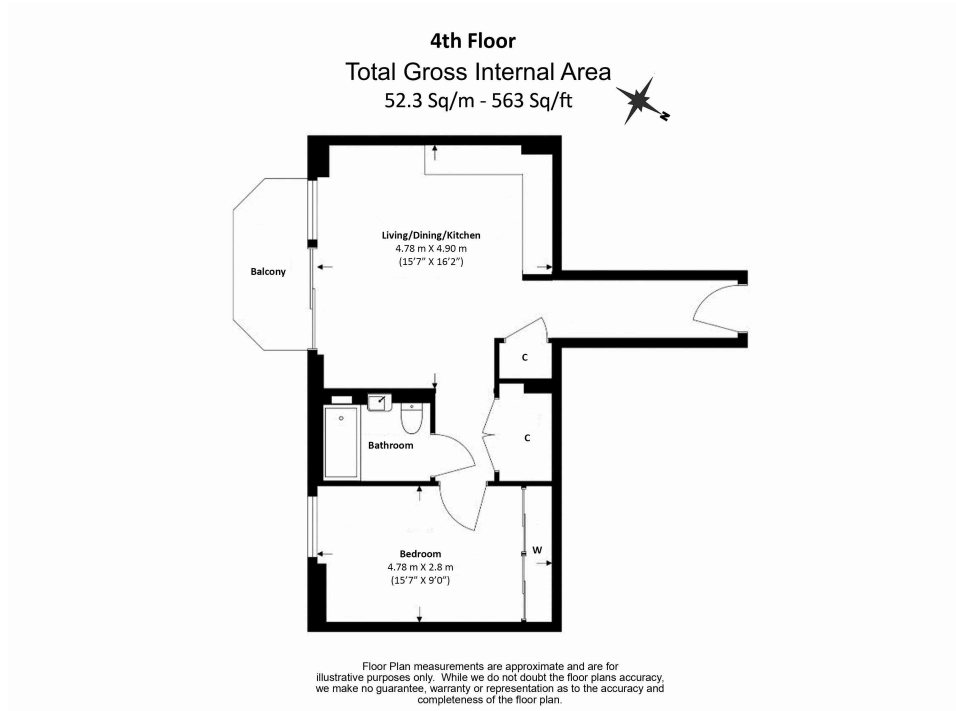 4th Floor
Total Gross Internal Area
52.3 Sq/m - 563 Sq/ft
N
Living/Dining/Kitchen
4.78 m X 4.90 m
(15'7" X 16'2")
Balcony
C
C
Bathroom
Bedroom
4.78 m X 2.8 m
(15'7" X 9'0")
W
Floor Plan measurements are approximate and are for
illustrative purposes only. While we do not doubt the floor plans accuracy,
we make no guarantee, warranty or representation as to the accuracy and
completeness of the floor plan.